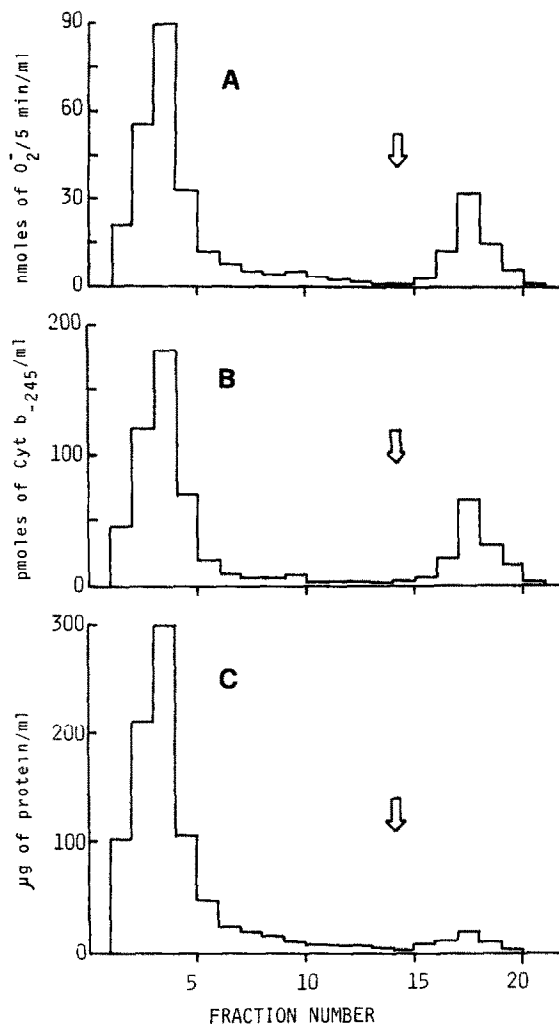 nmoles of O₂⁻/5 min/ml
90
60
30
0
A
5
pmoles of Cyt b₋₂₄₅/ml
200
100
0
B
µg of protein/ml
300
200
100
0
C
5
10
15
20
FRACTION NUMBER